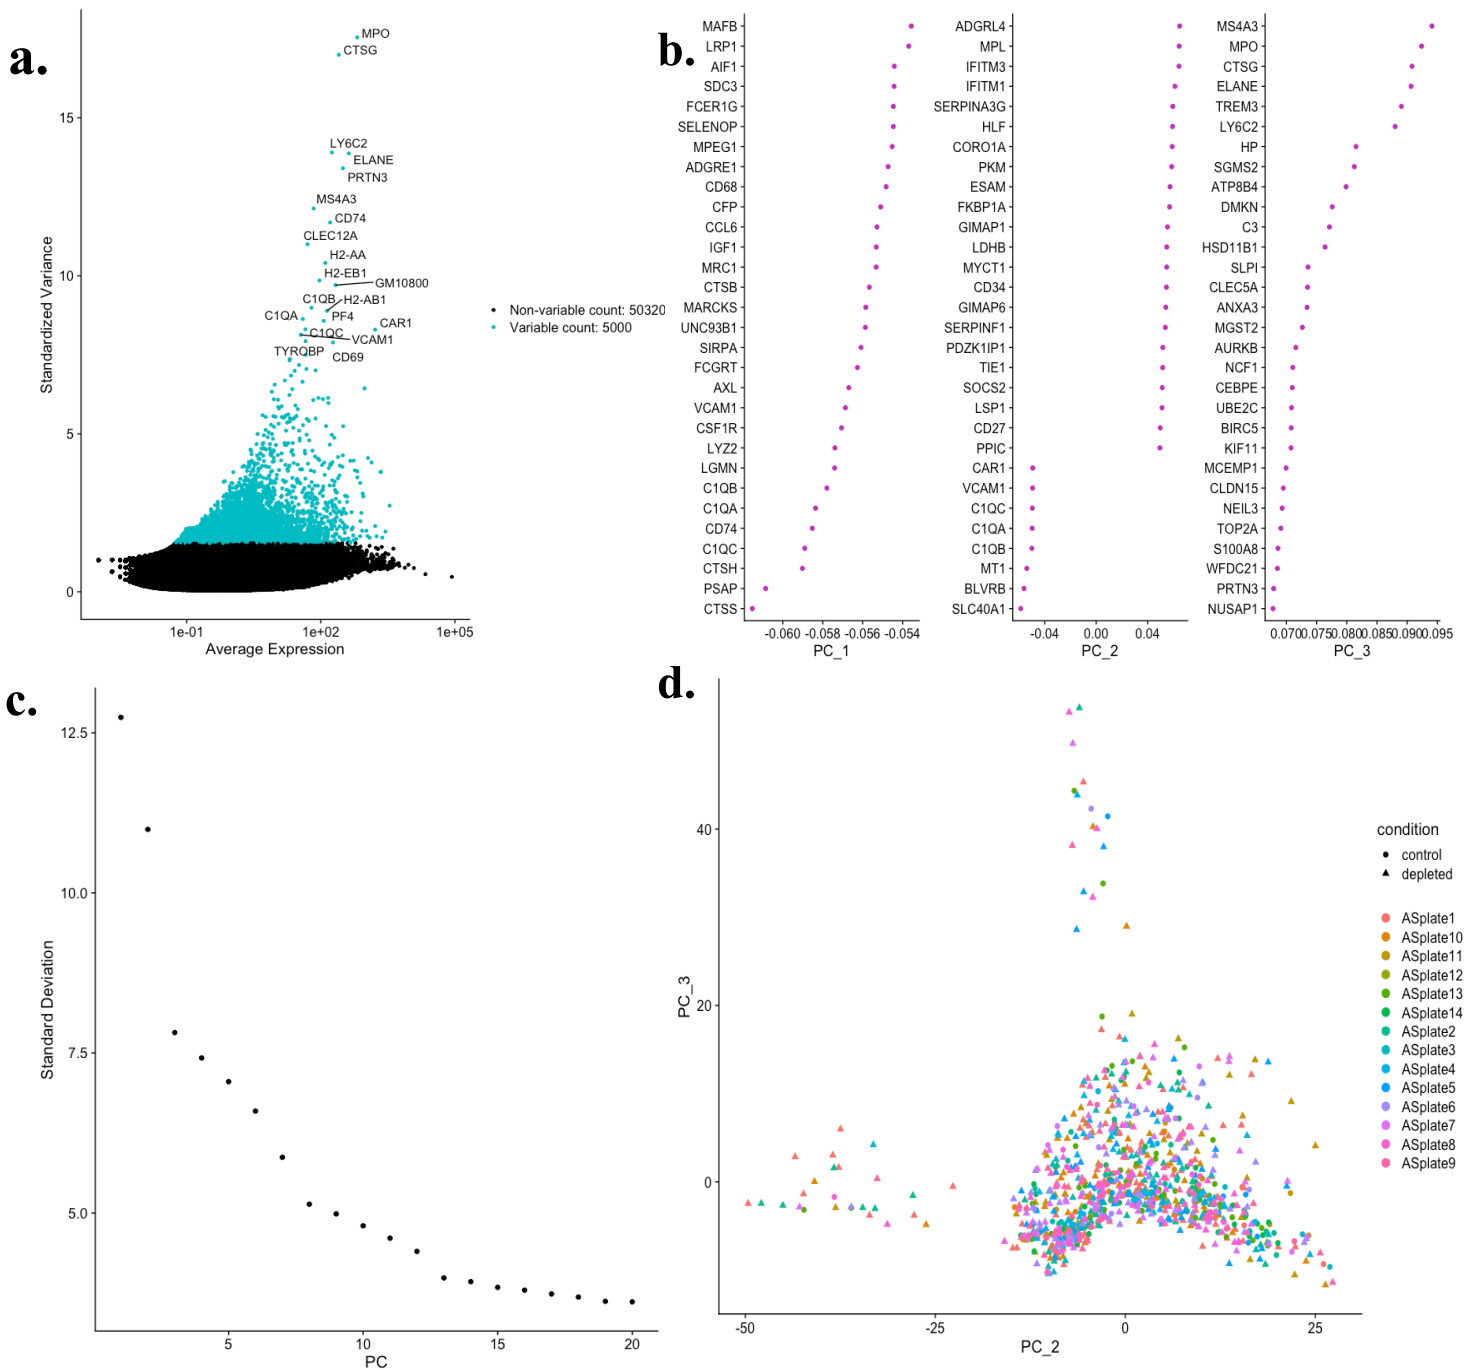 a.
MPO
CTSG
LY6C2
ELANE
PRTN3
MS4A3
CD74
CLEC12A
H2-AA
H2-EB1
GM10800
C1QB
H2-AB1
C1QA
PF4
CAR1
C1QC
VCAM1
TYROBP
CD69
15
10
5
0
Standardized Variance
1e-01
1e+02
1e+05
Average Expression
Non-variable count: 50320
Variable count: 5000
b.
MAFB
LRP1
AIF1
SDC3
FCER1G
SELENOP
MPEG1
ADGRE1
CD68
CFP
CCL6
IGF1
MRC1
CTSB
MARCKS
UNC93B1
SIRPA
FCGRT
AXL
VCAM1
CSF1R
LYZ2
LGMN
C1QB
C1QA
CD74
C1QC
CTSH
PSAP
CTSS
-0.060
-0.058
-0.056
-0.054
PC_1
ADGRL4
MPL
IFITM3
IFITM1
SERPINA3G
HLF
CORO1A
PKM
ESAM
FKBP1A
GIMAP1
LDHB
MYCT1
CD34
GIMAP6
SERPINF1
PDZK1IP1
TIE1
SOCS2
LSP1
CD27
PPIC
CAR1
VCAM1
C1QC
C1QA
C1QB
MT1
BLVRB
SLC40A1
-0.04
0.00
0.04
PC_2
MS4A3
MPO
CTSG
ELANE
TREM3
LY6C2
HP
SGMS2
ATP8B4
DMKN
C3
HSD11B1
SLPI
CLEC5A
ANXA3
MGST2
AURKB
NCF1
CEBPE
UBE2C
BIRC5
KIF11
MCEMP1
CLDN15
NEIL3
TOP2A
S100A8
WFDC21
PRTN3
NUSAP1
0.070
0.075
0.080
0.085
0.090
0.095
PC_3
c.
12.5
10.0
7.5
5.0
Standard Deviation
5
10
15
20
PC
d.
40
20
0
PC_3
-50
-25
0
25
PC_2
condition
control
depleted
ASplate1
ASplate10
ASplate11
ASplate12
ASplate13
ASplate14
ASplate2
ASplate3
ASplate4
ASplate5
ASplate6
ASplate7
ASplate8
ASplate9